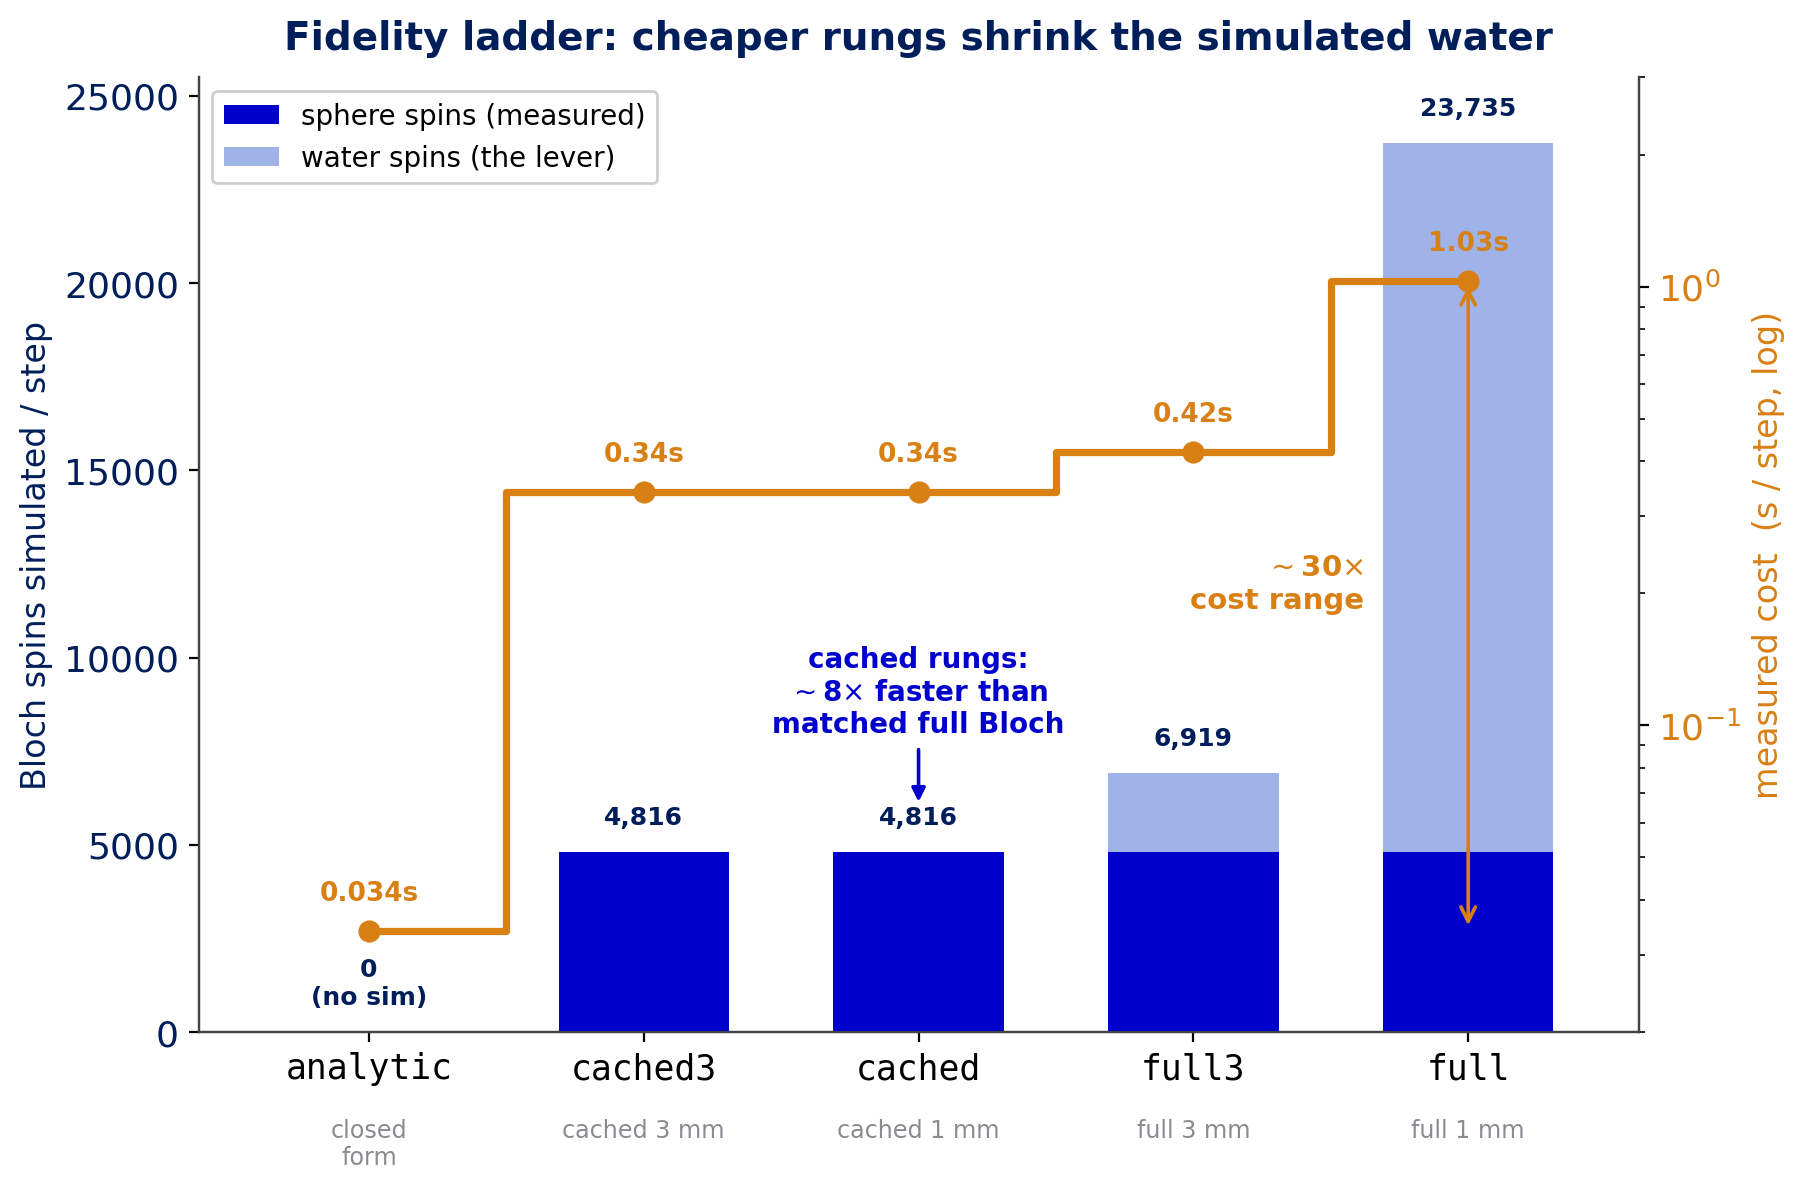 Fidelity ladder: cheaper rungs shrink the simulated water
sphere spins (measured)
water spins (the lever)
Bloch spins simulated / step
25000
20000
15000
10000
5000
0
measured cost (s / step, log)
10⁰
10⁻¹
0.034s
0.34s
0.34s
0.42s
1.03s
0
(no sim)
4,816
4,816
6,919
23,735
cached rungs:
~ 8× faster than
matched full Bloch
~ 30×
cost range
analytic
cached3
cached
full3
full
closed
form
cached 3 mm
cached 1 mm
full 3 mm
full 1 mm